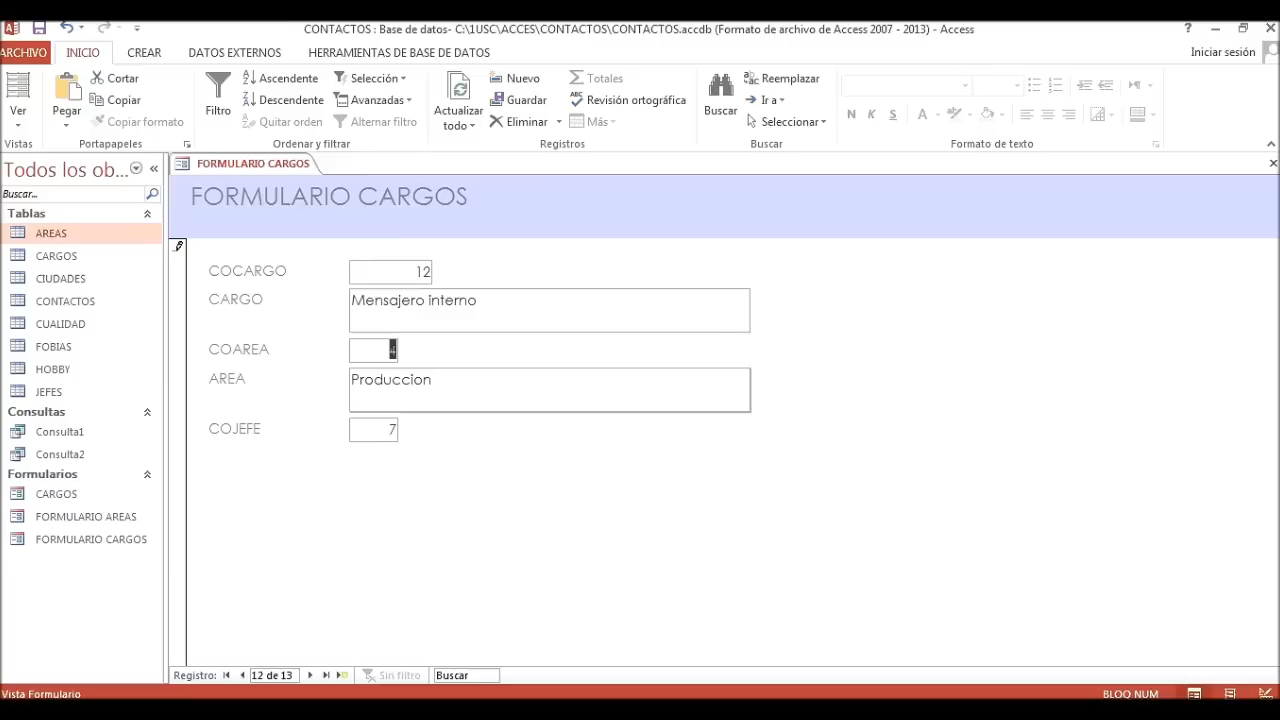 CONTACTOS : Base de datos- C:\1USC\ACCES\CONTACTOS\CONTACTOS.accdb (Formato de archivo de Access 2007 - 2013) - Access
ARCHIVO INICIO CREAR DATOS EXTERNOS HERRAMIENTAS DE BASE DE DATOS Iniciar sesión
Ver
Vistas
Pegar
Cortar
Copiar
Copiar formato
Portapapeles
Filtro
Ascendente
Descendente
Quitar orden
Selección
Avanzadas
Alternar filtro
Ordenar y filtrar
Actualizar
todo
Nuevo
Guardar
Eliminar
Totales
Revisión ortográfica
Más
Registros
Buscar
Reemplazar
Ir a
Seleccionar
Buscar
N K S A
Formato de texto
Todos los ob...
Buscar...
Tablas
AREAS
CARGOS
CIUDADES
CONTACTOS
CUALIDAD
FOBIAS
HOBBY
JEFES
Consultas
Consulta1
Consulta2
Formularios
CARGOS
FORMULARIO AREAS
FORMULARIO CARGOS
FORMULARIO CARGOS
FORMULARIO CARGOS
COCARGO 12
CARGO Mensajero interno
COAREA
AREA Produccion
COJEFE 7
Registro: 12 de 13 Sin filtro Buscar
Vista Formulario BLOQ NUM